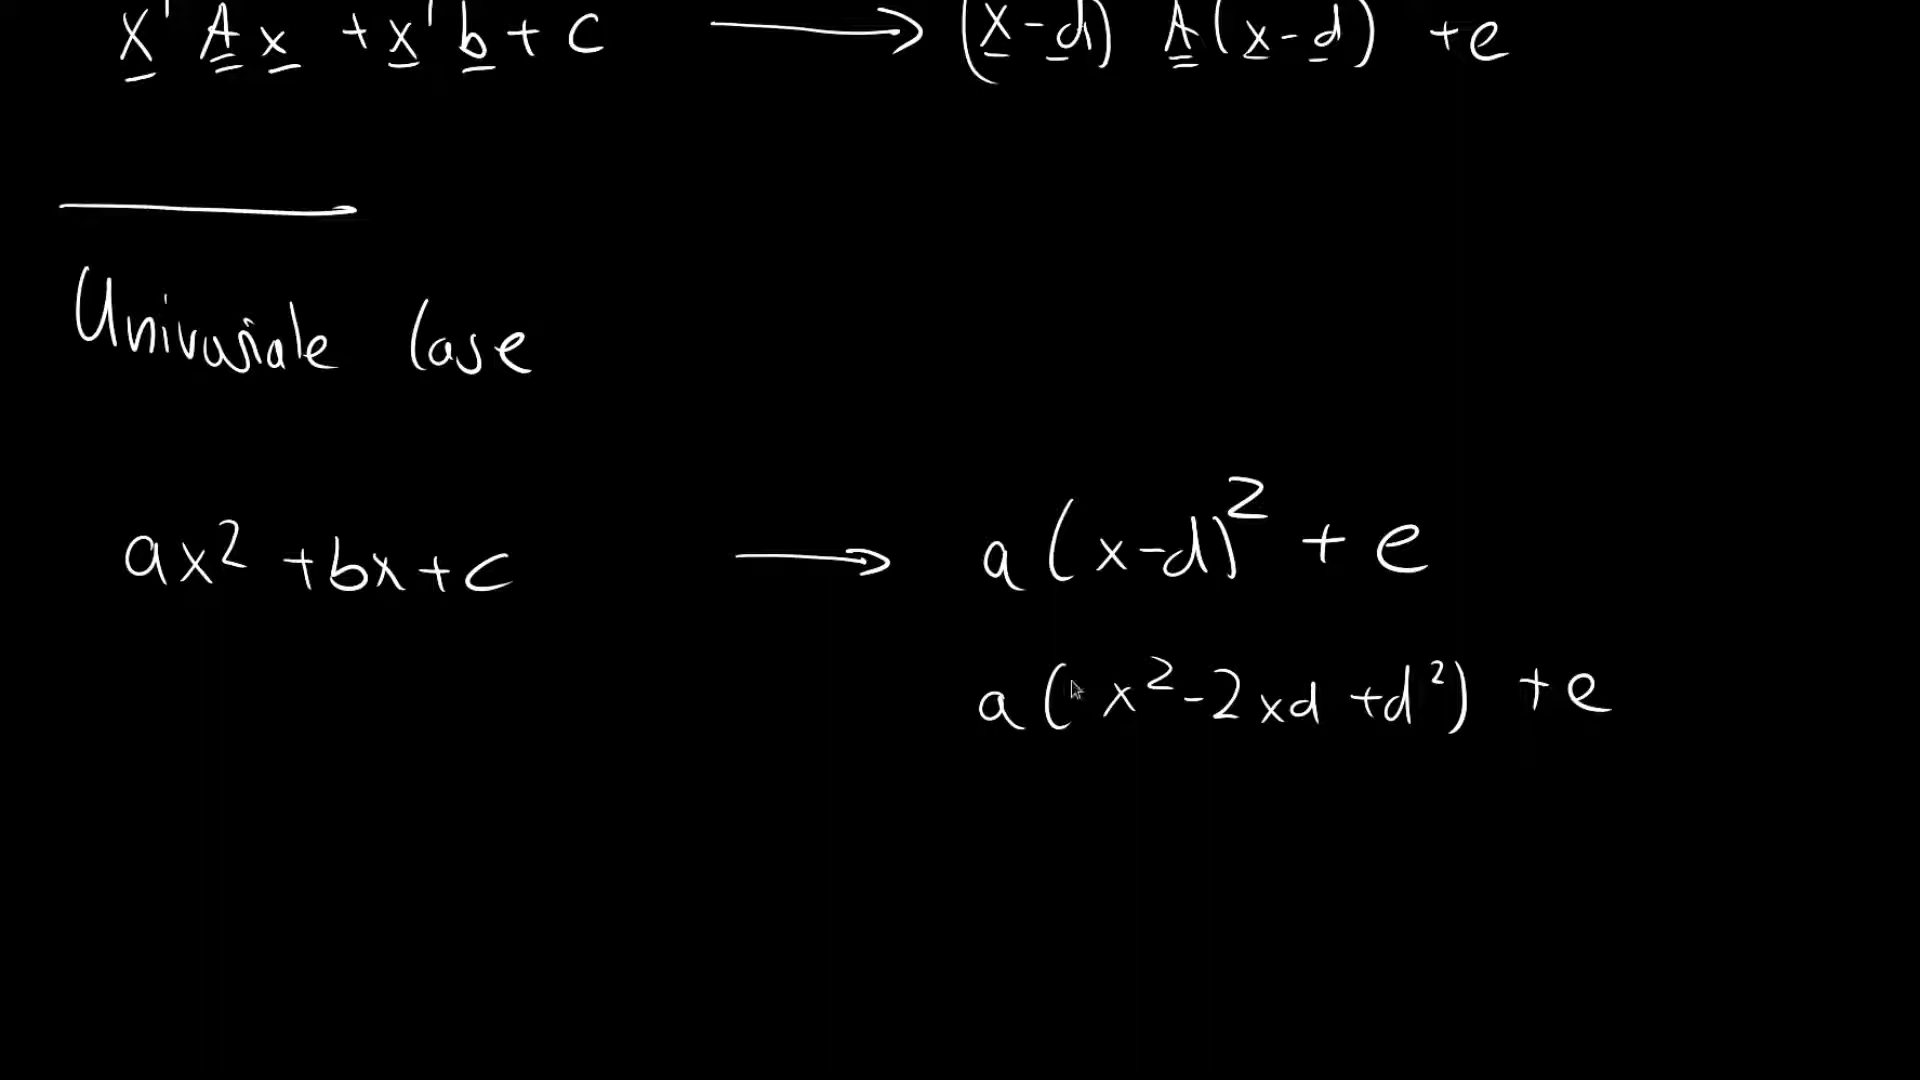 x' A x + x' b + c ⟶ (x-d) A (x-d) + e
Univariate Case
ax² + bx + c ⟶ a(x-d)² + e
a(x² - 2xd + d²) + e